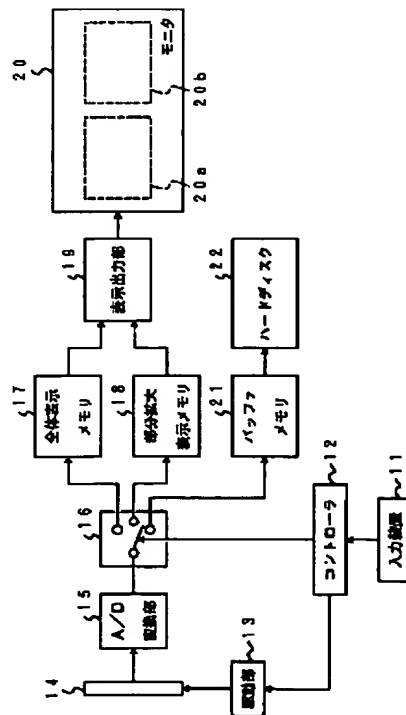 20
モニタ
20a
20b
19
表示出力部
17
全体表示
メモリ
18
部分拡大
表示メモリ
22
ハードディスク
21
バッファ
メモリ
16
15
A/D
変換部
14
13
駆動部
12
コントローラ
11
入力装置